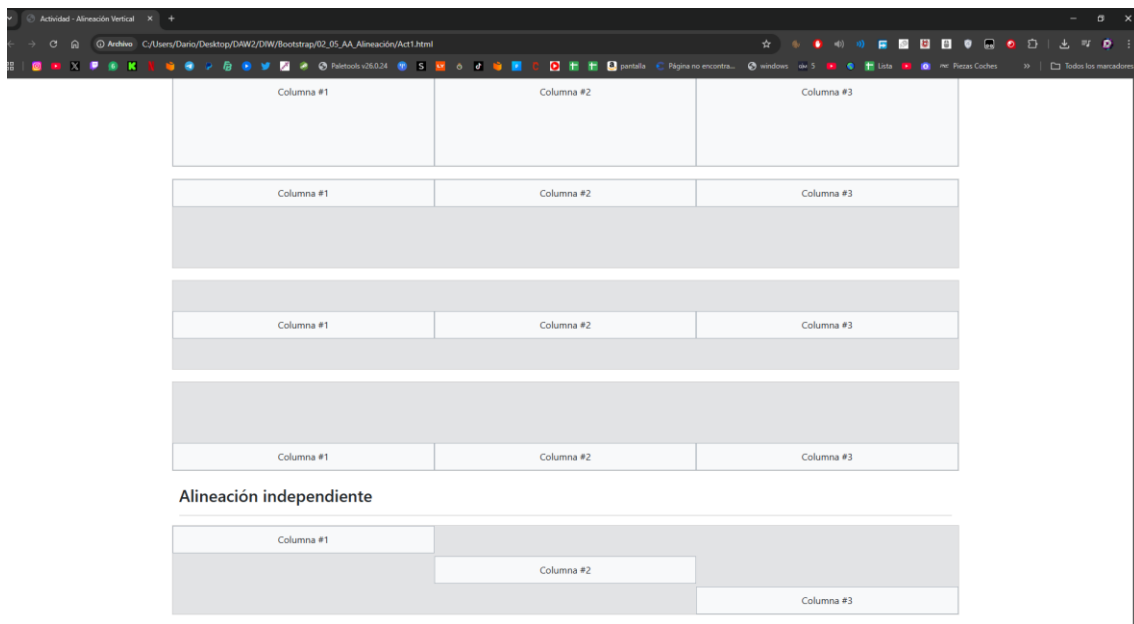 Actividad - Alineación Vertical
Archivo C:/Users/Dario/Desktop/DAW2/DIW/Bootstrap/02_05_AA_Alineación/Act1.html
Paletools v26.0.24 pantalla Página no encontra... windows 5 Lista Piezas Coches Todos los marcadores
Columna #1 Columna #2 Columna #3
Columna #1 Columna #2 Columna #3
Columna #1 Columna #2 Columna #3
Columna #1 Columna #2 Columna #3
Alineación independiente
Columna #1
Columna #2
Columna #3